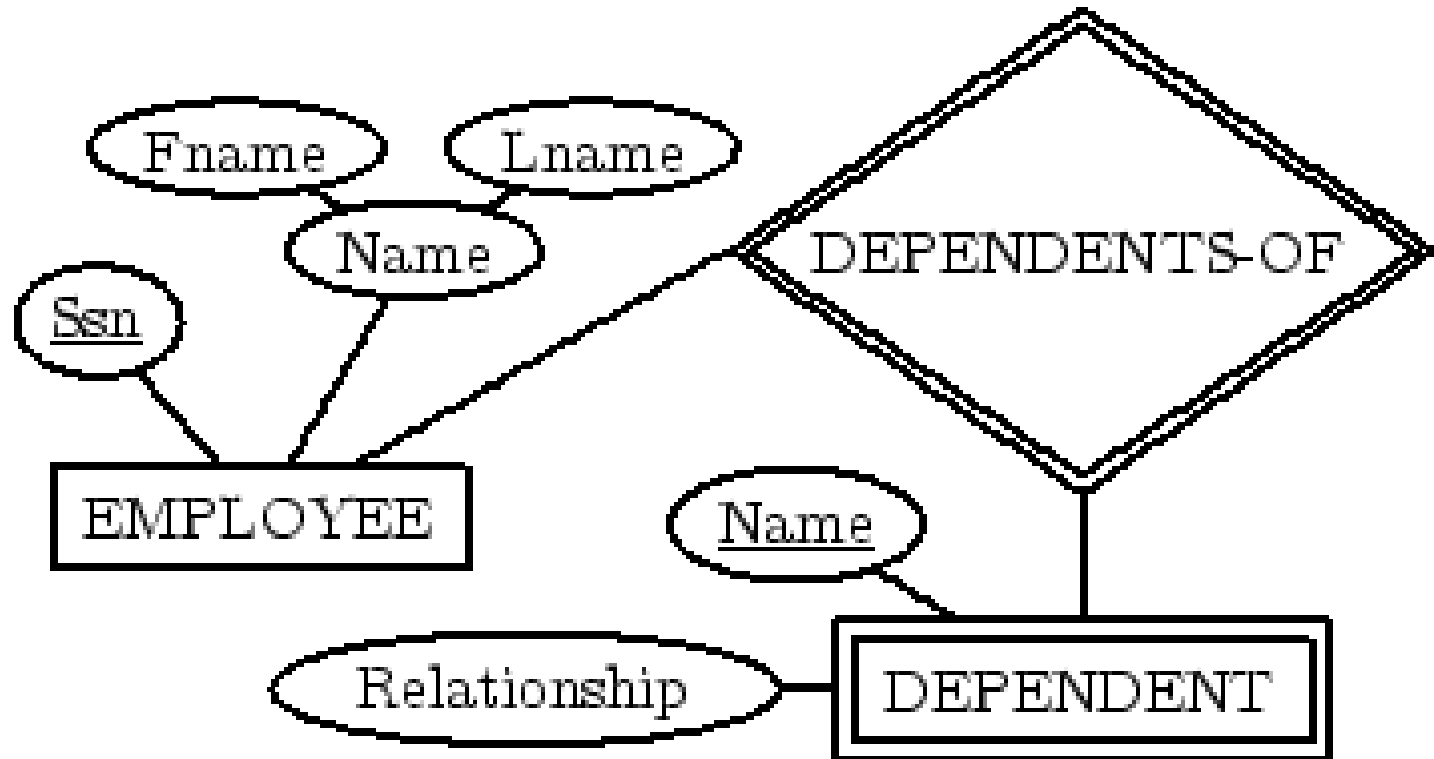 Fname
Lname
Name
DEPENDENTS-OF
Ssn
EMPLOYEE
Name
Relationship
DEPENDENT